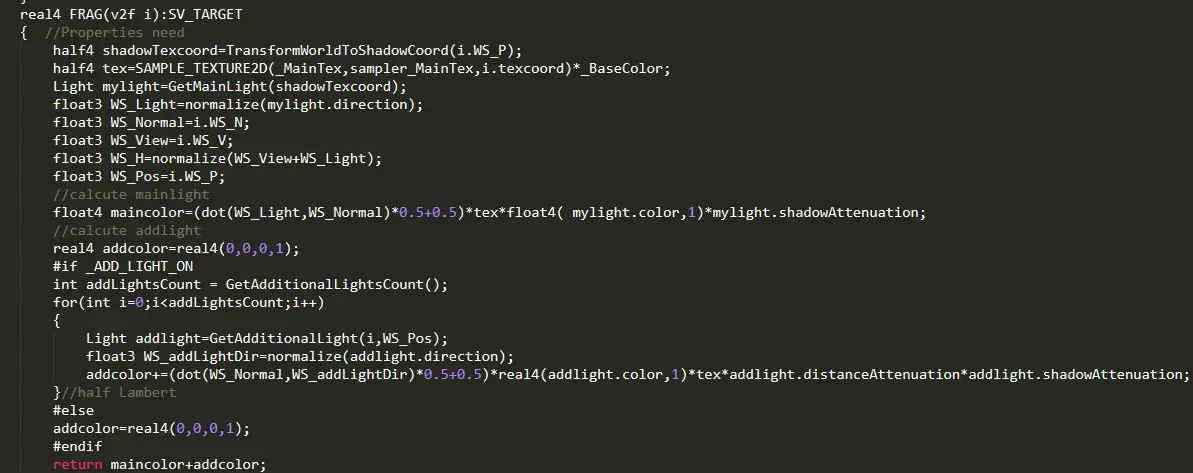 real4 FRAG(v2f i):SV_TARGET
{  //Properties need
    half4 shadowTexcoord=TransformWorldToShadowCoord(i.WS_P);
    half4 tex=SAMPLE_TEXTURE2D(_MainTex,sampler_MainTex,i.texcoord)*_BaseColor;
    Light mylight=GetMainLight(shadowTexcoord);
    float3 WS_Light=normalize(mylight.direction);
    float3 WS_Normal=i.WS_N;
    float3 WS_View=i.WS_V;
    float3 WS_H=normalize(WS_View+WS_Light);
    float3 WS_Pos=i.WS_P;
    //calcute mainlight
    float4 maincolor=(dot(WS_Light,WS_Normal)*0.5+0.5)*tex*float4( mylight.color,1)*mylight.shadowAttenuation;
    //calcute addlight
    real4 addcolor=real4(0,0,0,1);
    #if _ADD_LIGHT_ON
    int addLightsCount = GetAdditionalLightsCount();
    for(int i=0;i<addLightsCount;i++)
    {
        Light addlight=GetAdditionalLight(i,WS_Pos);
        float3 WS_addLightDir=normalize(addlight.direction);
        addcolor+=(dot(WS_Normal,WS_addLightDir)*0.5+0.5)*real4(addlight.color,1)*tex*addlight.distanceAttenuation*addlight.shadowAttenuation;
    }//half Lambert
    #else
    addcolor=real4(0,0,0,1);
    #endif
    return maincolor+addcolor;